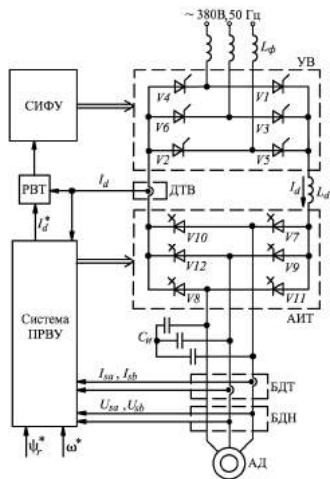 ~ 380В, 50 Гц
Lф
УВ
V4
V1
СИФУ
V6
V3
V2
V5
РВТ
Id
ДТВ
Id
Ld
Id*
V10
V7
V12
V9
Система
ПРВУ
V8
V11
АИТ
Cи
Isa , Isb
БДТ
Usa , Usb
БДН
ψr*
ω*
АД